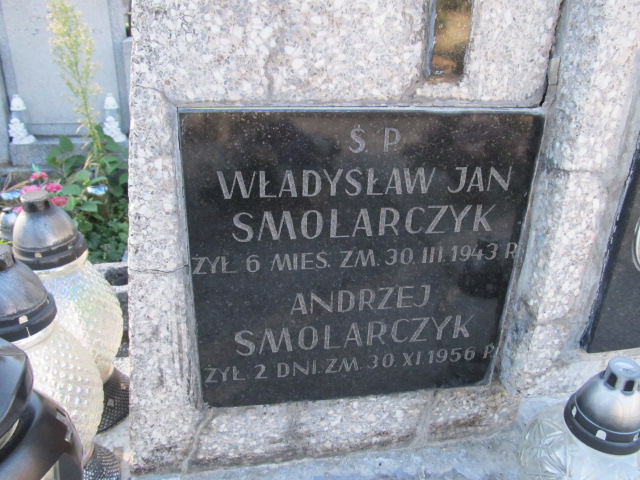 Ś P.
WŁADYSŁAW JAN
SMOLARCZYK
ŻYŁ 6 MIES. ZM. 30. III. 1943 R.
ANDRZEJ
SMOLARCZYK
ŻYŁ 2 DNI. ZM. 30. XI. 1956 R.